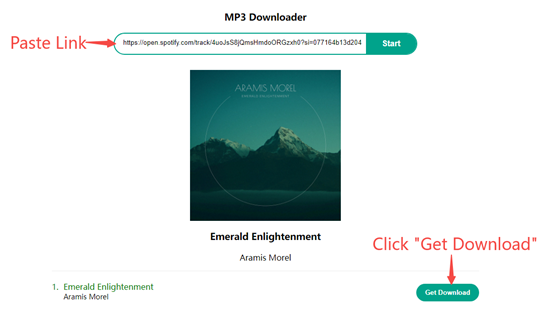 MP3 Downloader
Paste Link
https://open.spotify.com/track/4uoJsS8jQmsHmdoORGzxh0?si=077164b13d204
Start
ARAMIS MOREL
EMERALD ENLIGHTENMENT
Emerald Enlightenment
Aramis Morel
Click "Get Download"
1. Emerald Enlightenment
Aramis Morel
Get Download